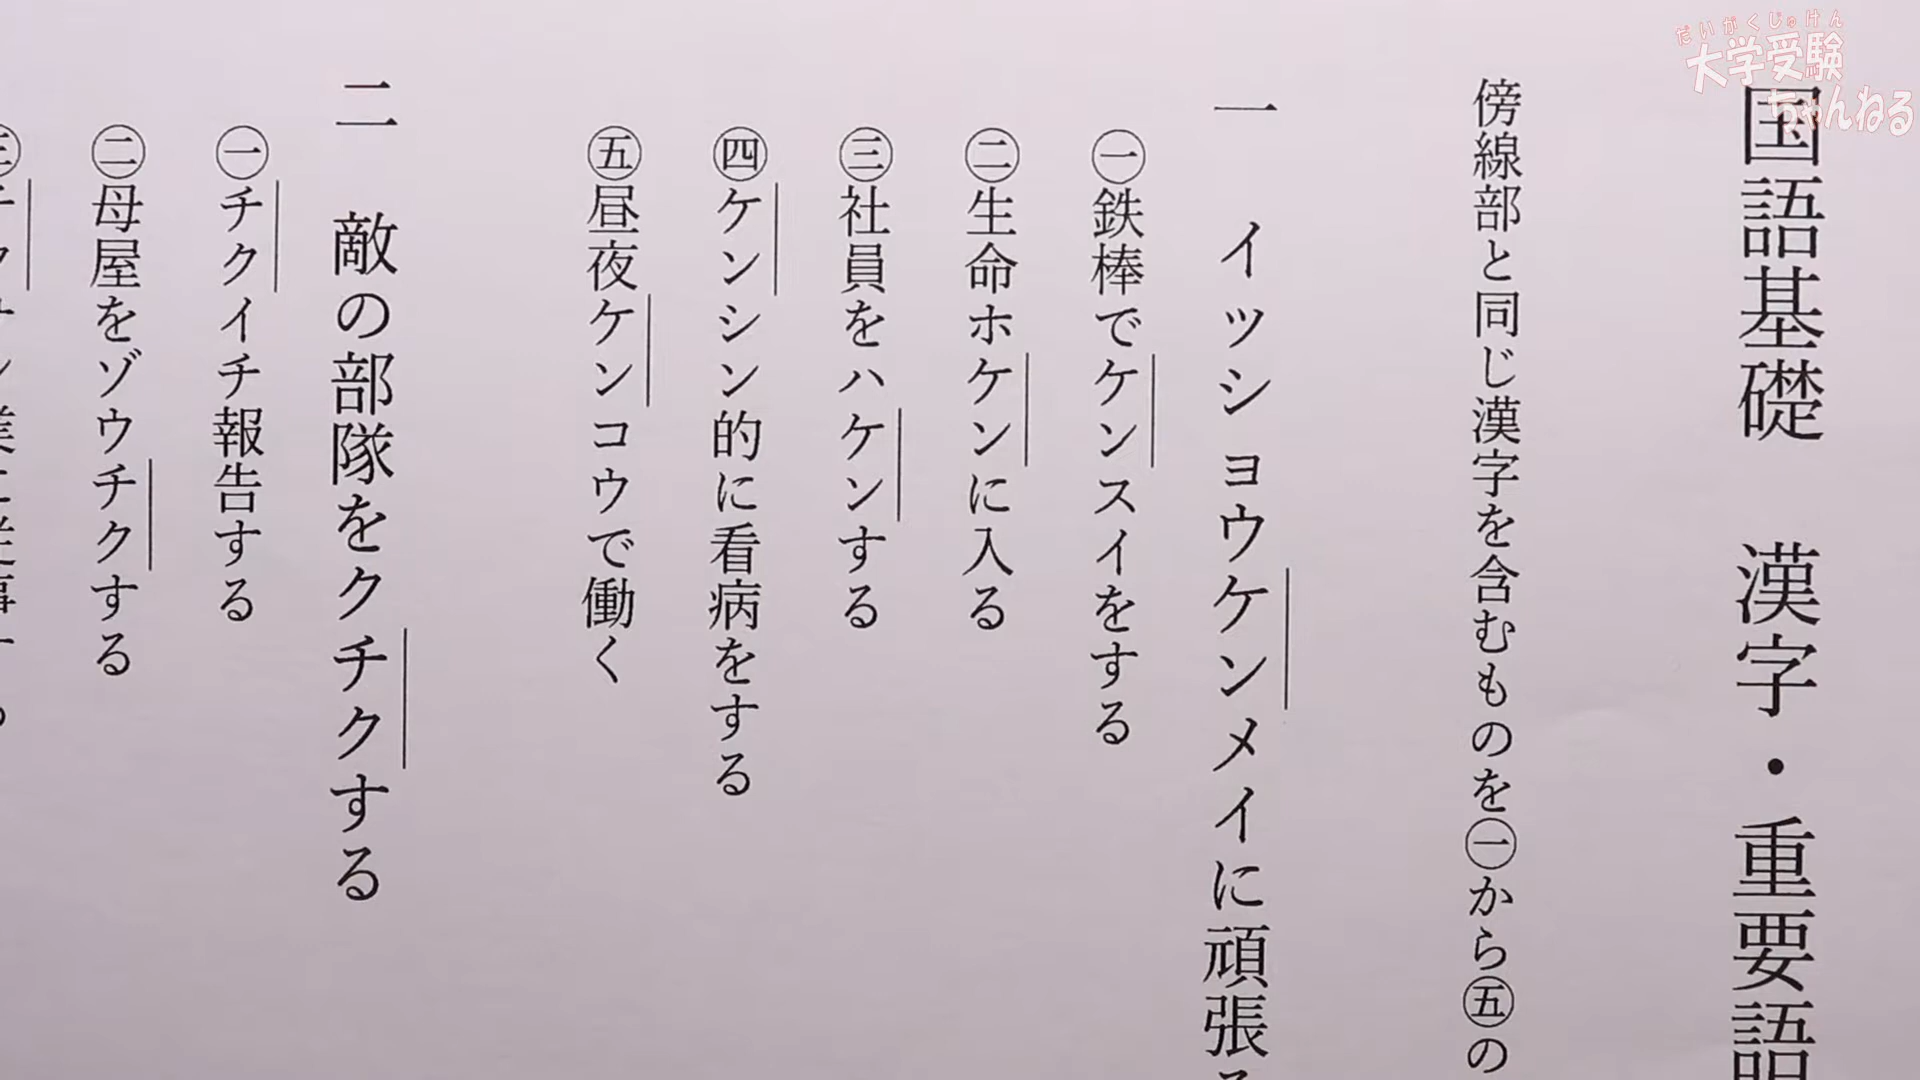 だいがくじゅけん
大学受験
ちゃんねる
国語基礎 漢字・重要語
傍線部と同じ漢字を含むものを㊀から㊄の
一 イッショウケンメイに頑張る
㊀鉄棒でケンスイをする
㊁生命ホケンに入る
㊂社員をハケンする
㊃ケンシン的に看病をする
㊄昼夜ケンコウで働く
二 敵の部隊をクチクする
㊀チクイチ報告する
㊁母屋をゾウチクする